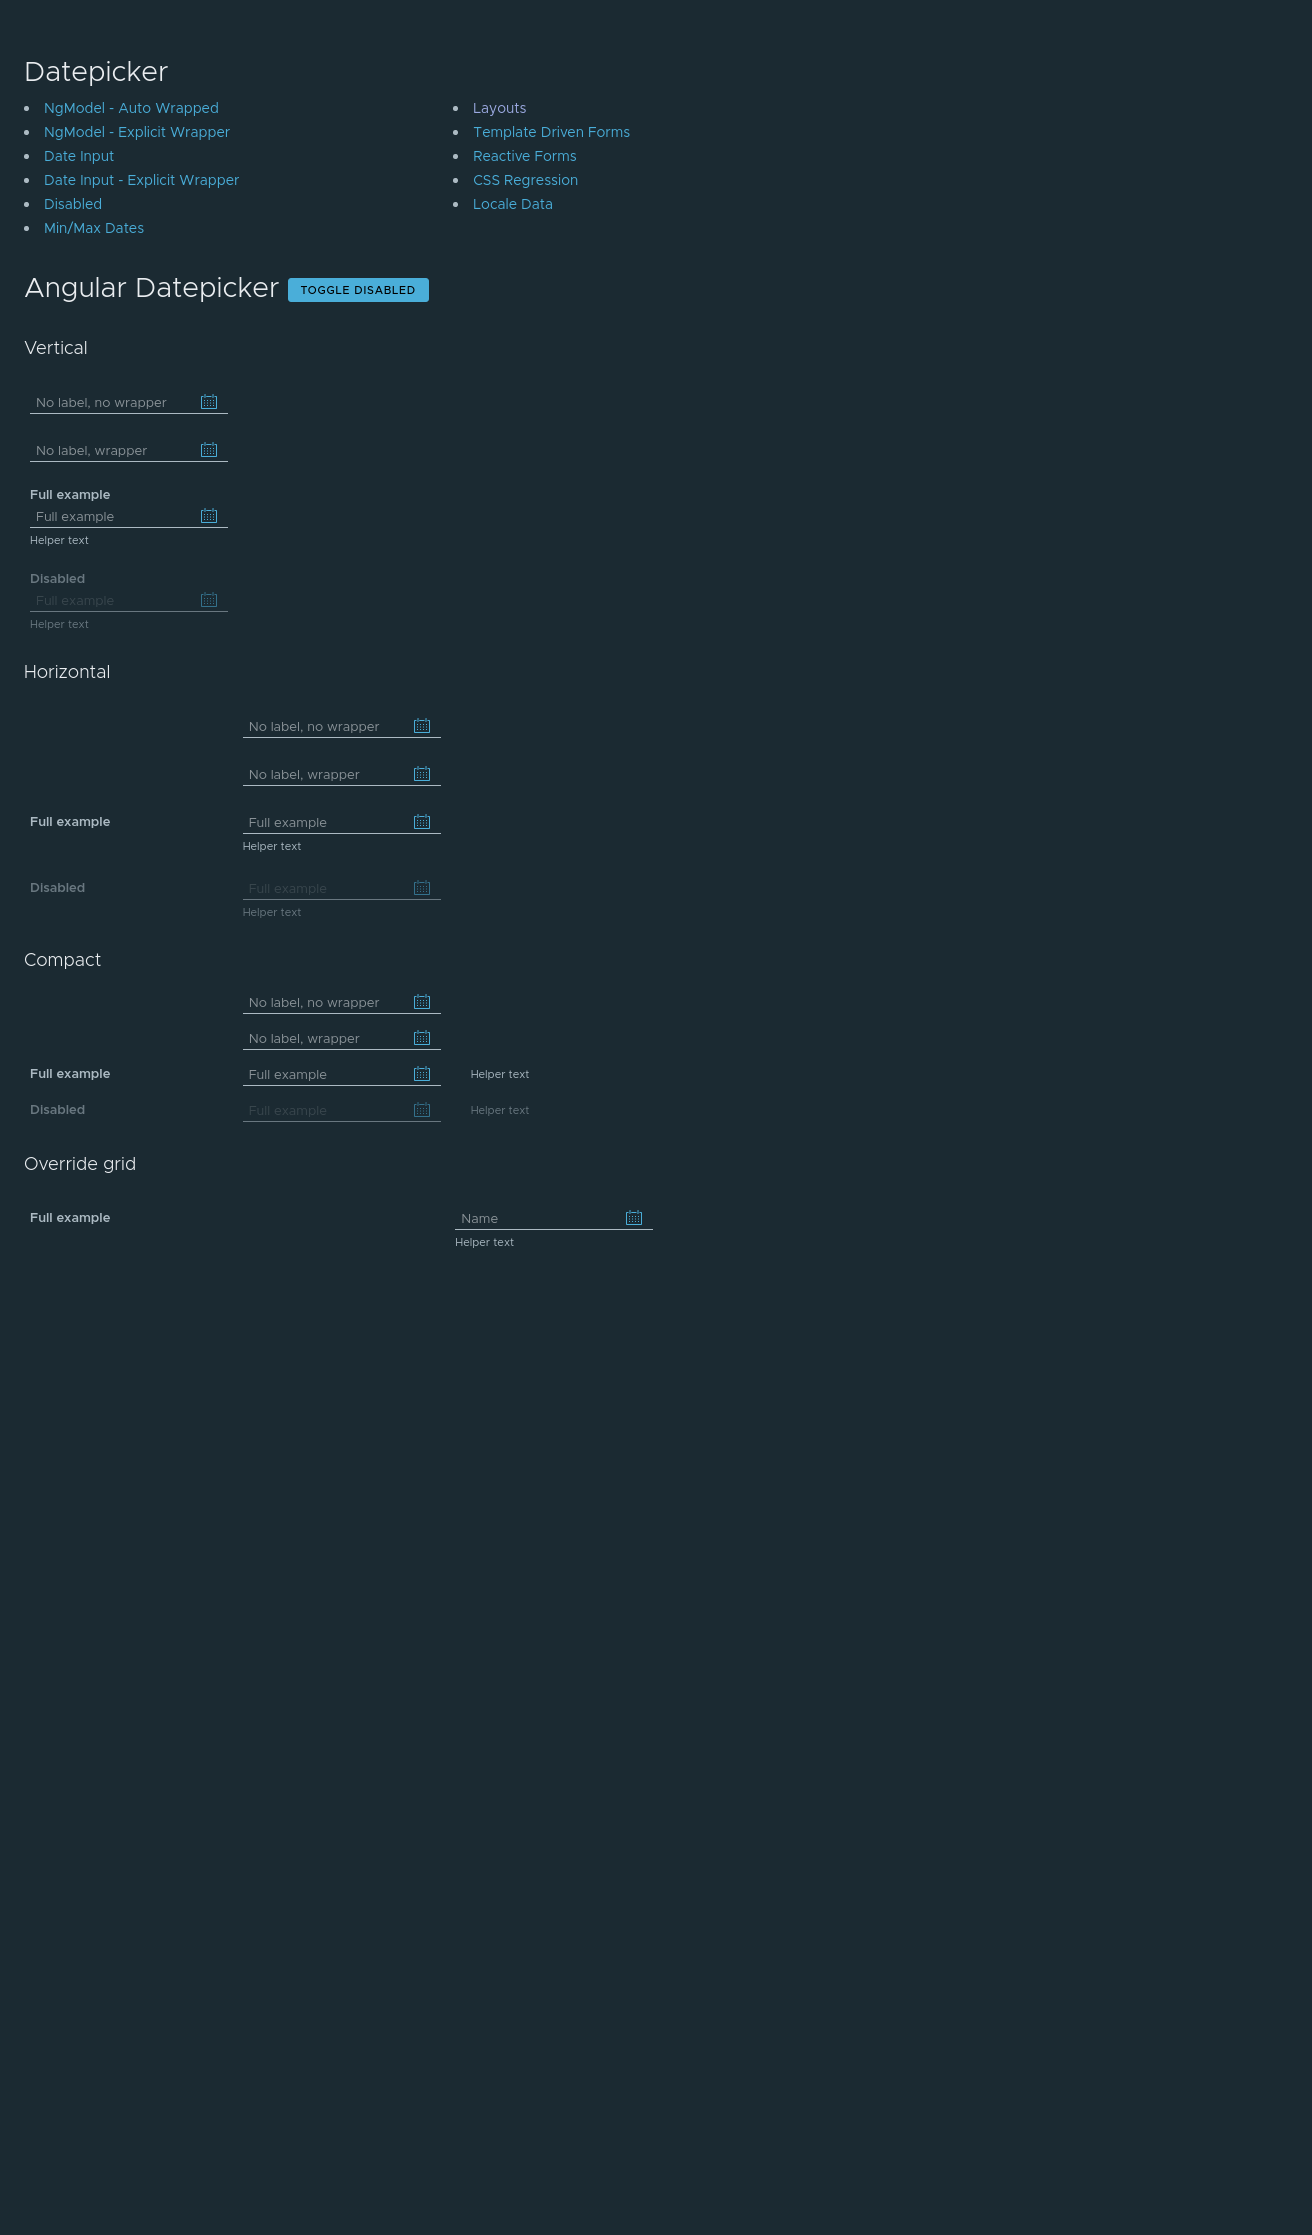 Datepicker
NgModel - Auto Wrapped
NgModel - Explicit Wrapper
Date Input
Date Input - Explicit Wrapper
Disabled
Min/Max Dates
Layouts
Template Driven Forms
Reactive Forms
CSS Regression
Locale Data
Angular Datepicker TOGGLE DISABLED
Vertical
No label, no wrapper
No label, wrapper
Full example
Full example
Helper text
Disabled
Full example
Helper text
Horizontal
No label, no wrapper
No label, wrapper
Full example Full example
Helper text
Disabled Full example
Helper text
Compact
No label, no wrapper
No label, wrapper
Full example Full example Helper text
Disabled Full example Helper text
Override grid
Full example Name
Helper text